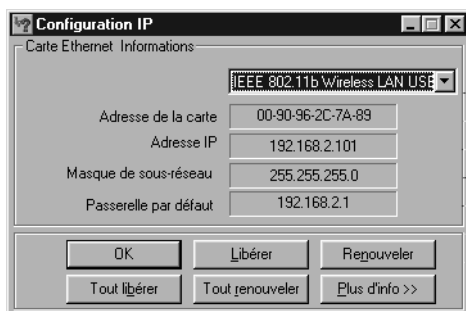 Configuration IP
Carte Ethernet Informations
IEEE 802.11b Wireless LAN USB
Adresse de la carte 00-90-96-2C-7A-89
Adresse IP 192.168.2.101
Masque de sous-réseau 255.255.255.0
Passerelle par défaut 192.168.2.1
OK Libérer Renouveler
Tout libérer Tout renouveler Plus d'info >>